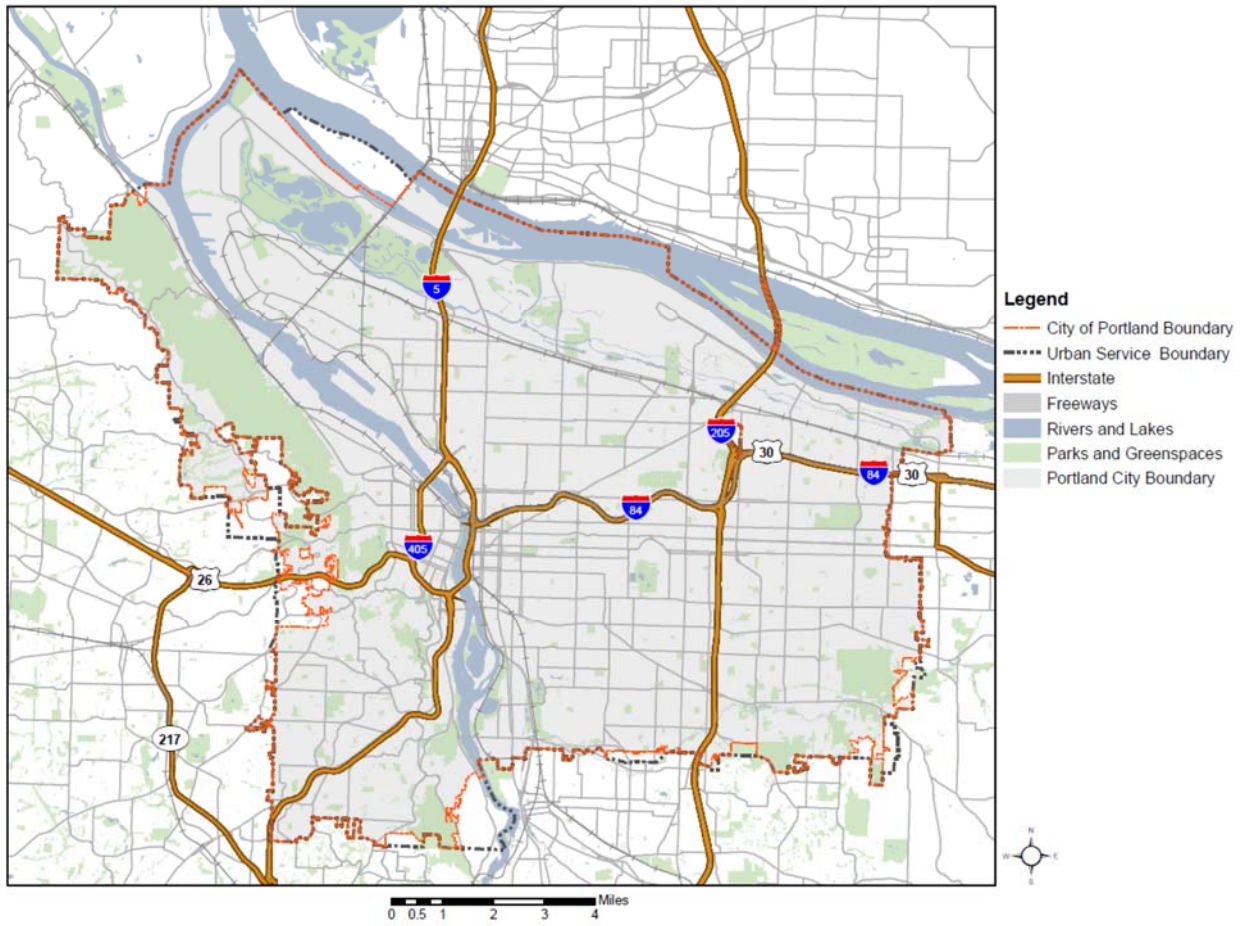 5
Legend
City of Portland Boundary
Urban Service Boundary
Interstate
Freeways
Rivers and Lakes
Parks and Greenspaces
Portland City Boundary
205
30
84
30
84
405
26
217
N
W
E
S
Miles
0 0.5 1 2 3 4